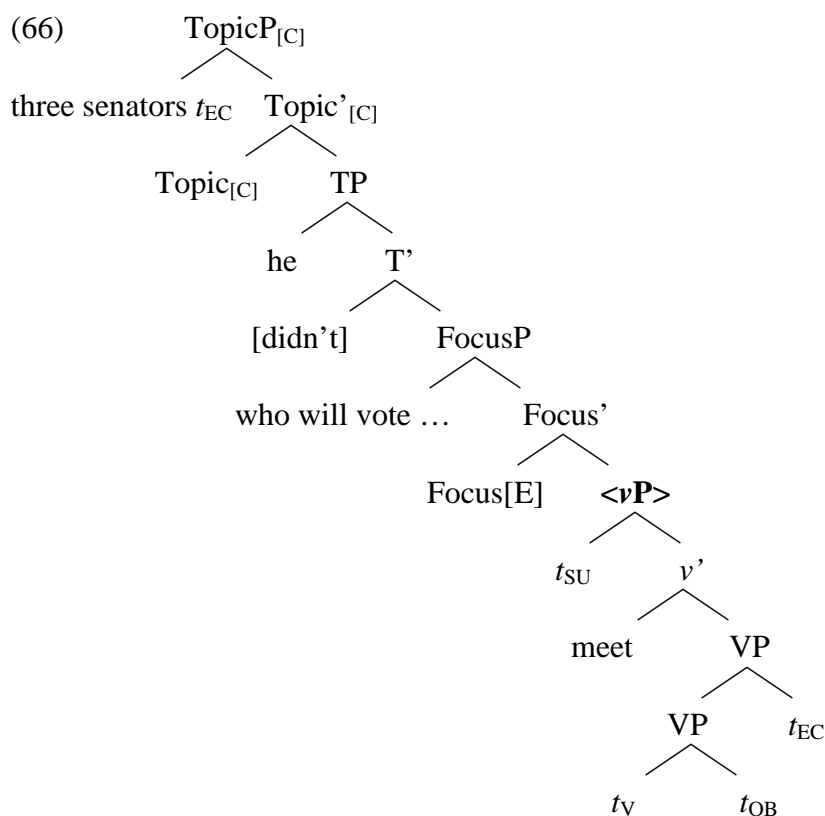 (66) TopicP[C]
three senators tEC Topic’[C]
Topic[C] TP
he T’
[didn’t] FocusP
who will vote … Focus’
Focus[E] <vP>
tSU v’
meet VP
VP tEC
tV tOB